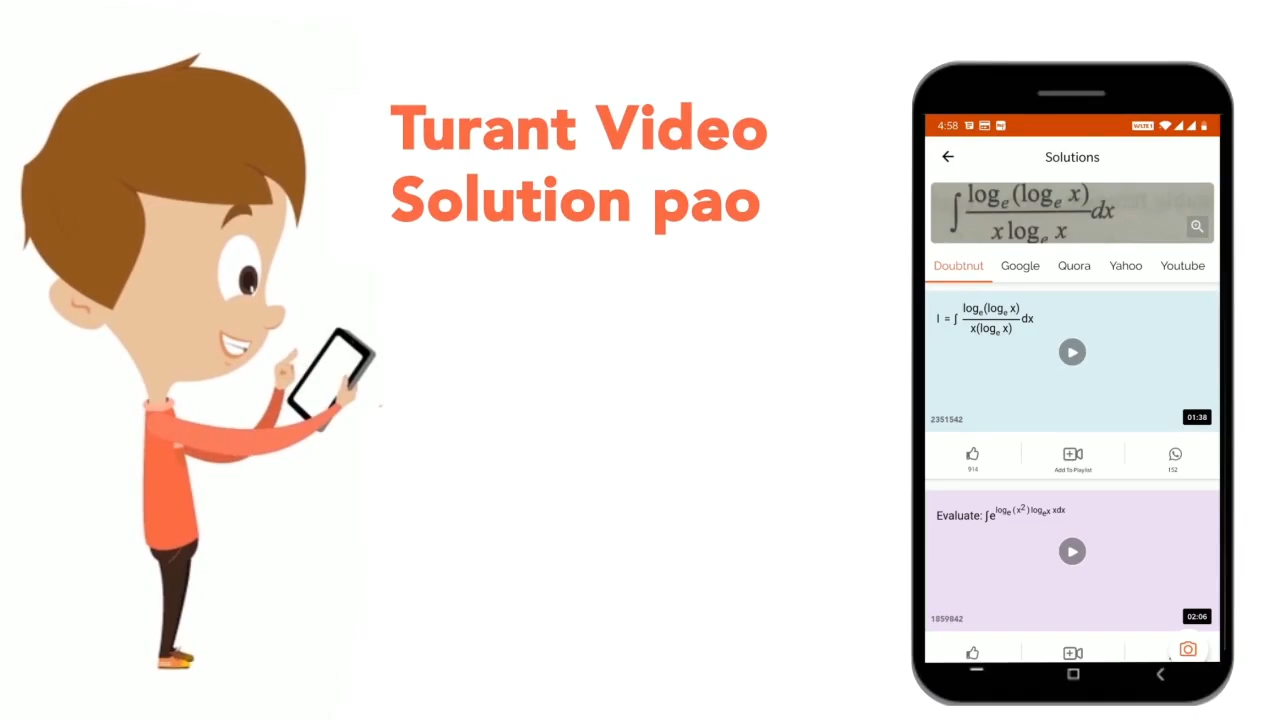 Turant Video
Solution pao
4:58
VoLTE1
Solutions
∫ logₑ(logₑ x) / x logₑ x dx
Doubtnut Google Quora Yahoo Youtube
I = ∫ logₑ(logₑ x) / x(logₑ x) dx
2351542 01:38
914 Add To Playlist 152
Evaluate: ∫e^logₑ(x²)logₑx xdx
1859842 02:06